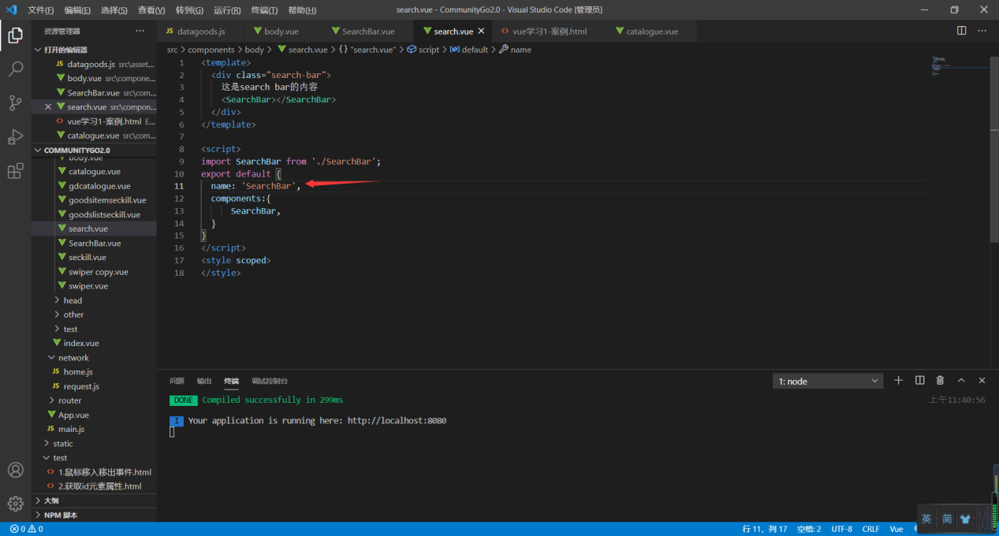 文件(F) 编辑(E) 选择(S) 查看(V) 转到(G) 运行(R) 终端(T) 帮助(H) search.vue - CommunityGo2.0 - Visual Studio Code [管理员]
资源管理器 ···
JS datagoods.js body.vue SearchBar.vue search.vue vue学习1-案例.html catalogue.vue ···
打开的编辑器
JS datagoods.js src\asset...
body.vue src\compone...
SearchBar.vue src\com...
search.vue src\compon...
vue学习1-案例.html E...
catalogue.vue src\com...
COMMUNITYGO2.0
body.vue
catalogue.vue
gdcatalogue.vue
goodsitemseckill.vue
goodslistseckill.vue
search.vue
SearchBar.vue
seckill.vue
swiper copy.vue
swiper.vue
head
other
test
index.vue
network
JS home.js
JS request.js
router
App.vue
JS main.js
static
test
1.鼠标移入移出事件.html
2.获取id元素属性.html
大纲
NPM 脚本
src > components > body > search.vue > {} "search.vue" > script > default > name
1 <template>
2 <div class="search-bar">
3 这是search bar的内容
4 <SearchBar></SearchBar>
5 </div>
6 </template>
7
8 <script>
9 import SearchBar from './SearchBar';
10 export default {
11 name: 'SearchBar',
12 components:{
13 SearchBar,
14 }
15 }
16 </script>
17 <style scoped>
18 </style>
问题 输出 终端 调试控制台 1: node
DONE Compiled successfully in 299ms 上午11:40:56
I Your application is running here: http://localhost:8080
英 简
0 0 行 11，列 17 空格: 2 UTF-8 CRLF Vue